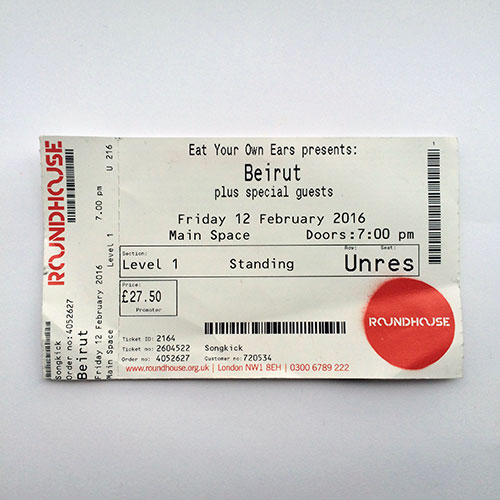 ROUNDHOUSE
Songkick
Order no:4052627
Beirut
Friday 12 February 2016 7.00 pm
Main Space Level 1 U 216
Eat Your Own Ears presents:
Beirut
plus special guests
Friday 12 February 2016
Main Space Doors:7:00 pm
Section: Row: Seat:
Level 1 Standing Unres
Price:
£27.50
Promoter
Ticket ID: 2164
Ticket no: 2604522 Songkick
Order no: 4052627 Customer no:720534
www.roundhouse.org.uk | London NW1 8EH | 0300 6789 222
ROUNDHOUSE